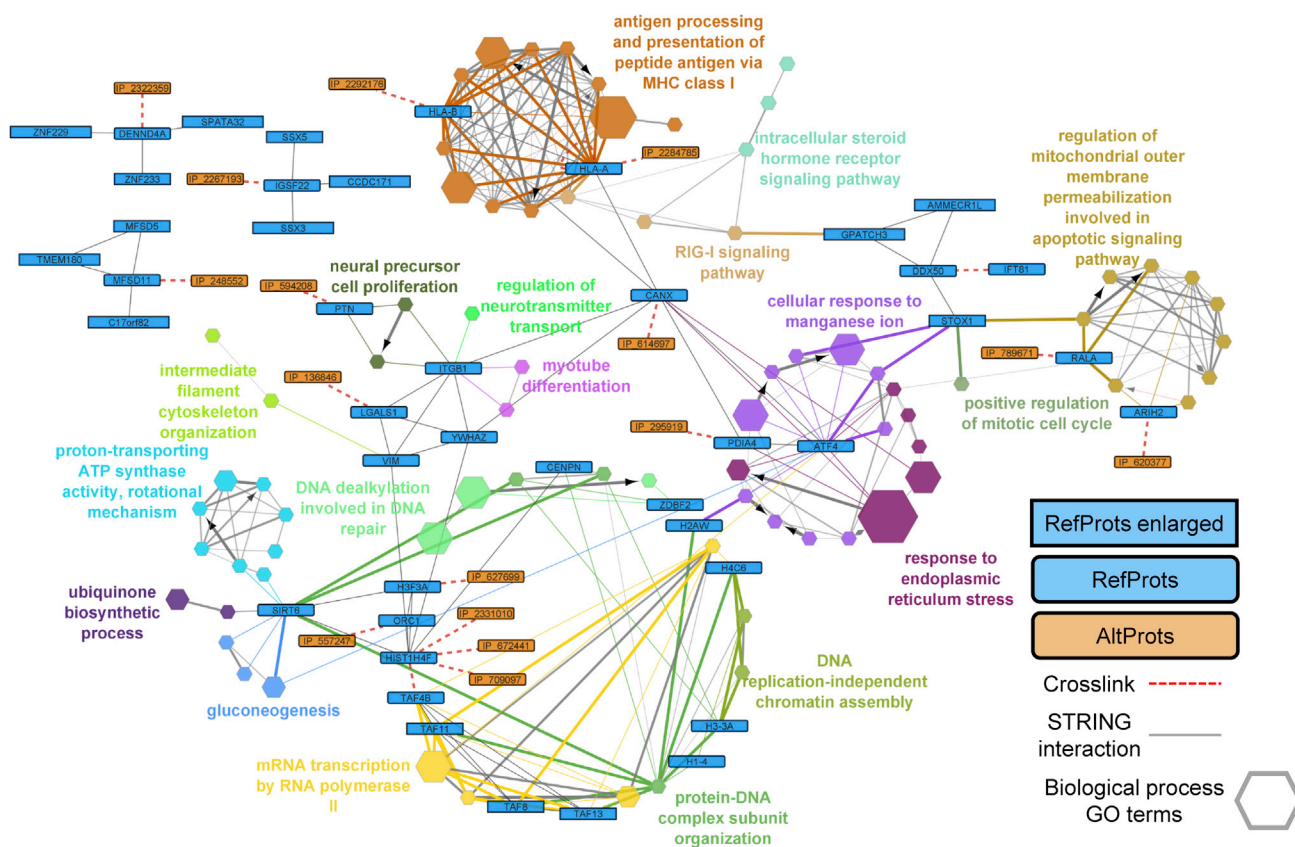 antigen processing
and presentation of
peptide antigen via
MHC class I
IP_2322359
IP_2292178
HLA-B
ZNF229
DENND4A
SPATA32
SSX5
IP_2284785
HLA-A
intracellular steroid
hormone receptor
signaling pathway
regulation of
mitochondrial outer
membrane
permeabilization
involved in
apoptotic signaling
pathway
ZNF233
IP_2267193
IGSF22
CCDC171
SSX3
AMMECR1L
GPATCH3
MFSD5
TMEM180
MFSD11
IP_248552
C17orf82
RIG-I signaling
pathway
DDX50
IFT81
neural precursor
cell proliferation
IP_594208
PTN
regulation of
neurotransmitter
transport
CANX
IP_614697
cellular response to
manganese ion
STOX1
IP_789671
RALA
ITGB1
myotube
differentiation
intermediate
filament
cytoskeleton
organization
IP_136846
LGALS1
YWHAZ
VIM
positive regulation
of mitotic cell cycle
ARIH2
IP_620377
IP_295919
PDIA4
ATF4
proton-transporting
ATP synthase
activity, rotational
mechanism
DNA dealkylation
involved in DNA
repair
CENPN
ZDBF2
H2AW
response to
endoplasmic
reticulum stress
ubiquinone
biosynthetic
process
SIRT6
H3F3A
IP_627699
ORC1
IP_2331010
IP_557247
HIST1H4F
IP_672441
IP_709097
H4C6
gluconeogenesis
TAF4B
TAF11
DNA
replication-independent
chromatin assembly
H3-3A
H1-4
mRNA transcription
by RNA polymerase
II
TAF8
TAF13
protein-DNA
complex subunit
organization
RefProts enlarged
RefProts
AltProts
Crosslink
STRING
interaction
Biological process
GO terms